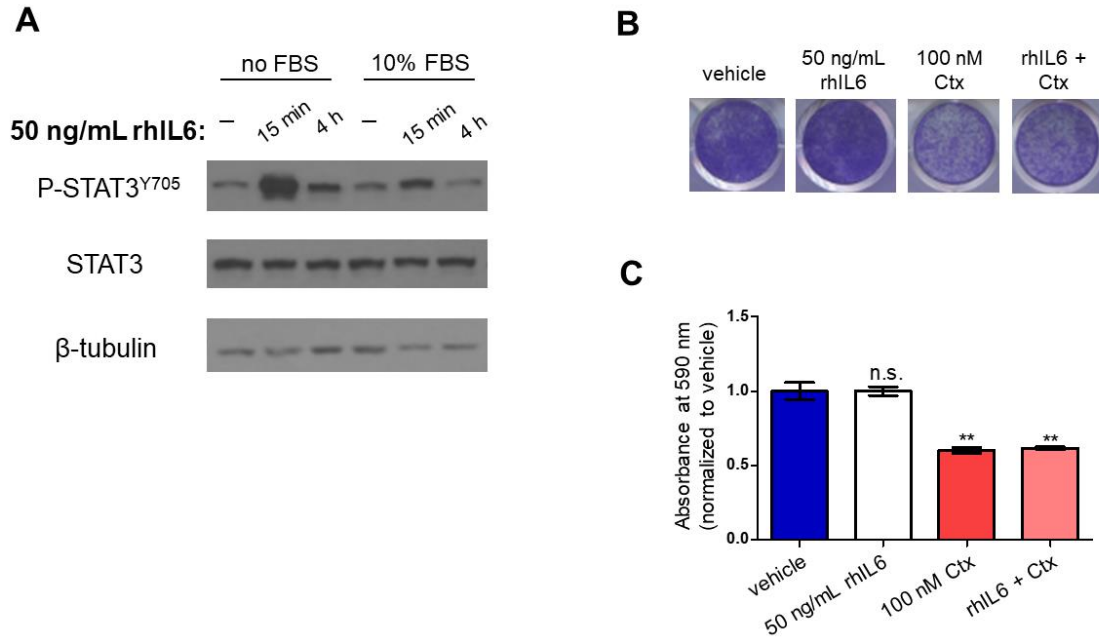 A
no FBS
10% FBS
50 ng/mL rhIL6:
– 15 min 4 h – 15 min 4 h
P-STAT3Y705
STAT3
β-tubulin
B
vehicle
50 ng/mL
rhIL6
100 nM
Ctx
rhIL6 +
Ctx
C
Absorbance at 590 nm
(normalized to vehicle)
1.5
1.0
0.5
0.0
n.s.
**
**
vehicle
50 ng/mL rhIL6
100 nM Ctx
rhIL6 + Ctx